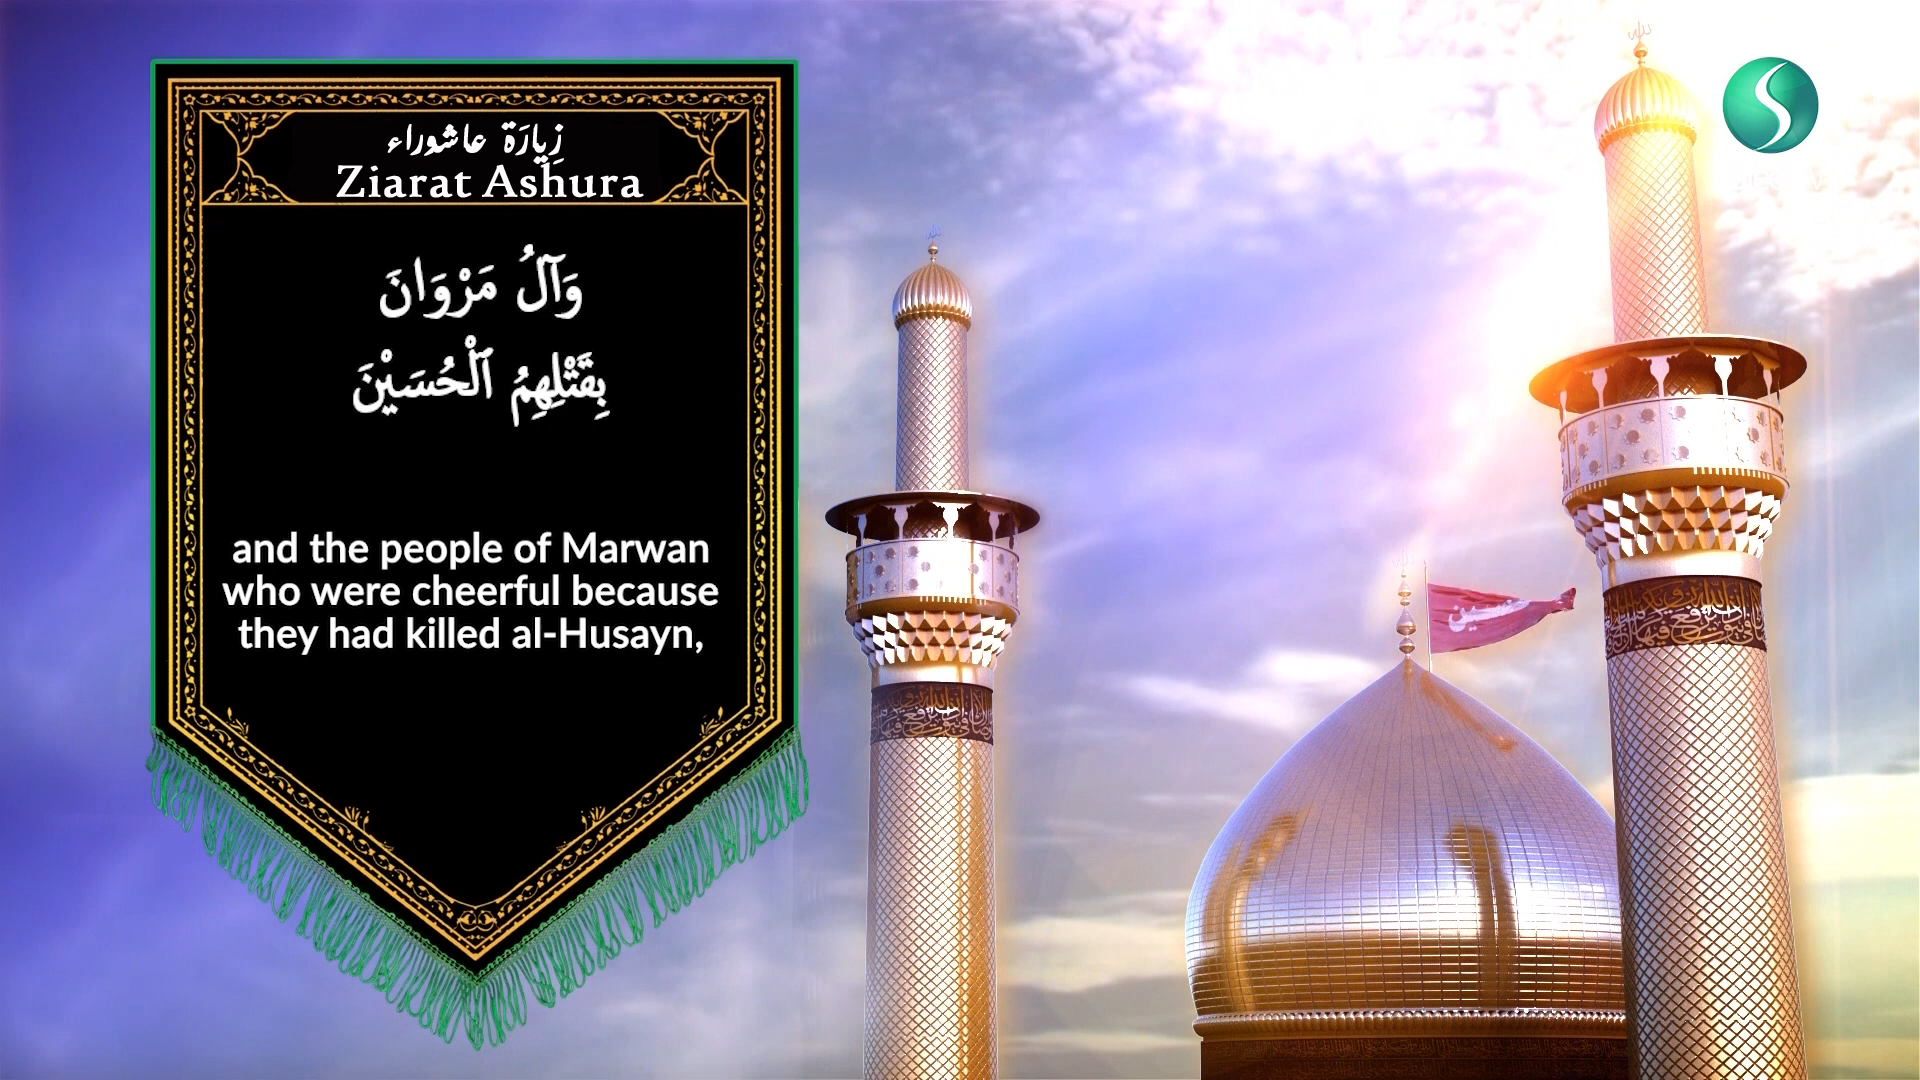 زِيارَة عاشوراء
Ziarat Ashura
وَآلُ مَرْوَانَ
بِقَتْلِهِمُ ٱلْحُسَيْنَ
and the people of Marwan
who were cheerful because
they had killed al-Husayn,